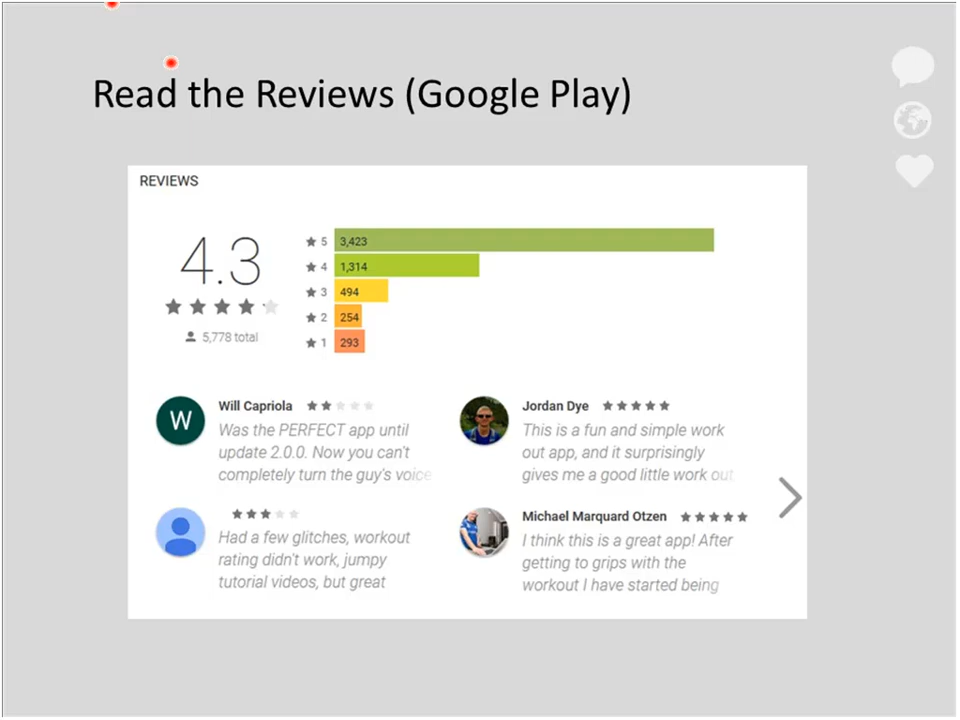 Read the Reviews (Google Play)
REVIEWS
4.3
5,778 total
5 3,423
4 1,314
3 494
2 254
1 293
W
Will Capriola
Was the PERFECT app until
update 2.0.0. Now you can't
completely turn the guy's voice
Jordan Dye
This is a fun and simple work
out app, and it surprisingly
gives me a good little work out
Had a few glitches, workout
rating didn't work, jumpy
tutorial videos, but great
Michael Marquard Otzen
I think this is a great app! After
getting to grips with the
workout I have started being